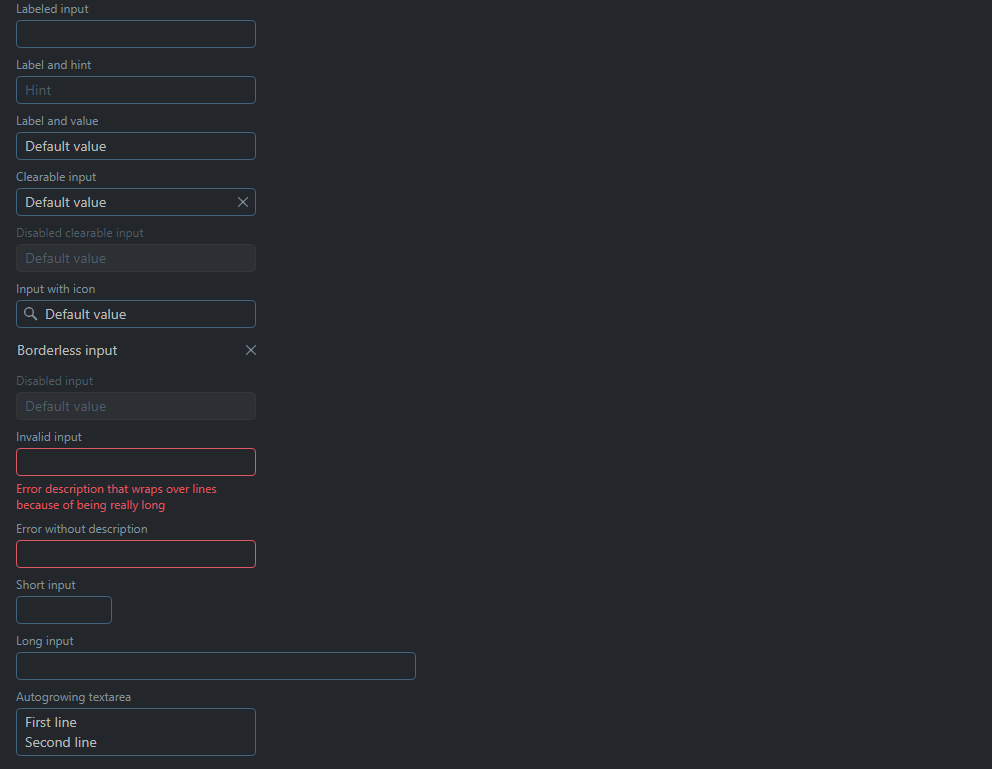 Labeled input
Label and hint
Hint
Label and value
Default value
Clearable input
Default value
Disabled clearable input
Default value
Input with icon
Default value
Borderless input
Disabled input
Default value
Invalid input
Error description that wraps over lines
because of being really long
Error without description
Short input
Long input
Autogrowing textarea
First line
Second line